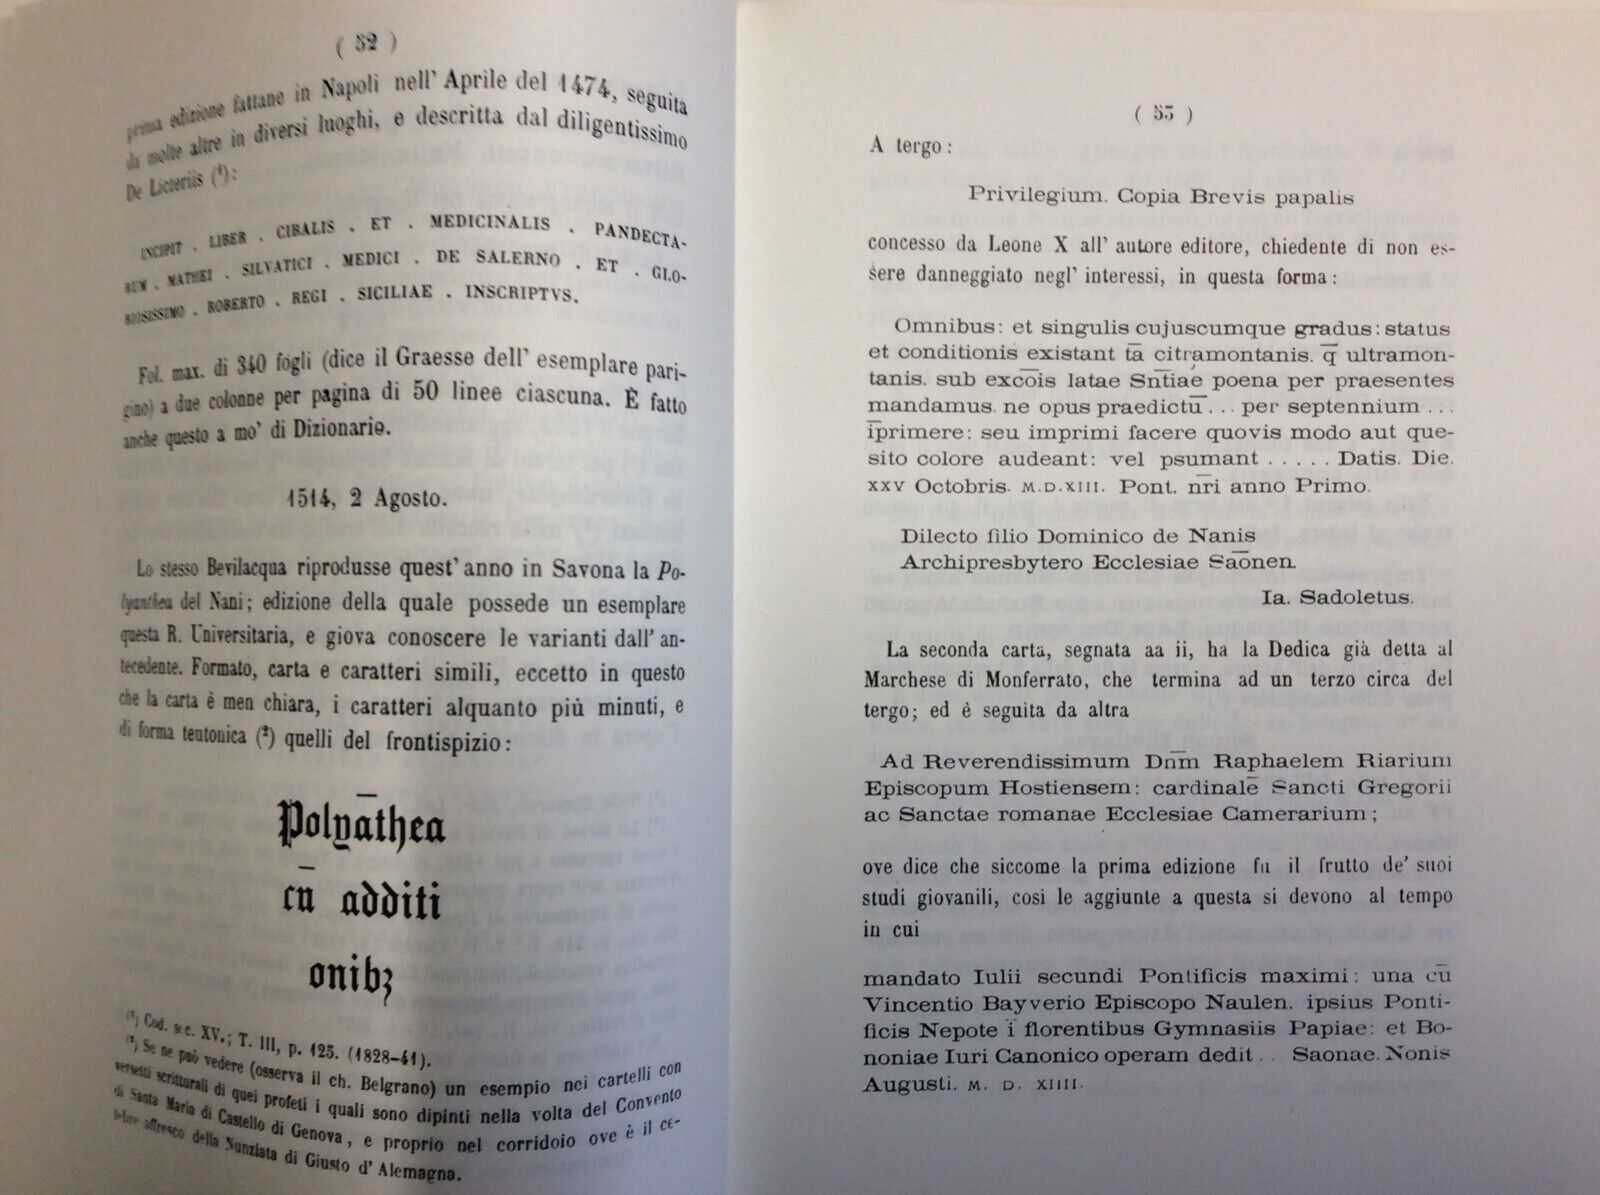 ( 52 )
prima edizione fattane in Napoli nell' Aprile del 1474, seguita
da molte altre in diversi luoghi, e descritta dal diligentissimo
De Licteriis (¹):
INCIPIT . LIBER . CIBALIS . ET . MEDICINALIS . PANDECTA-
RUM . MATHEI . SILVATICI . MEDICI . DE SALERNO . ET . GLO-
RIOSISSIMO . ROBERTO . REGI . SICILIAE . INSCRIPTVS.
Fol. max. di 340 fogli (dice il Graesse dell' esemplare pari-
gino) a due colonne per pagina di 50 linee ciascuna. È fatto
anche questo a mo' di Dizionario.
1514, 2 Agosto.
Lo stesso Bevilacqua riprodusse quest' anno in Savona la Po-
lyanthea del Nani; edizione della quale possede un esemplare
questa R. Universitaria, e giova conoscere le varianti dall' an-
tecedente. Formato, carta e caratteri simili, eccetto in questo
che la carta è men chiara, i caratteri alquanto più minuti, e
di forma teutonica (²) quelli del frontispizio:
Polyāthea
cū additi
onibꝫ
(¹) Cod. sec. XV.; T. III, p. 125. (1828-41).
(²) Se ne può vedere (osserva il ch. Belgrano) un esempio nei cartelli con
versetti scritturali di quei profeti i quali sono dipinti nella volta del Convento
di Santa Maria di Castello di Genova, e proprio nel corridoio ove è il ce-
lebre affresco della Nunziata di Giusto d' Alemagna.
( 53 )
A tergo:
Privilegium. Copia Brevis papalis
concesso da Leone X all' autore editore, chiedente di non es-
sere danneggiato negl' interessi, in questa forma:
Omnibus: et singulis cujuscumque gradus: status
et conditionis existant tā citramontanis. q̄ ultramon-
tanis. sub excōis latae Sn̄tiae poena per praesentes
mandamus. ne opus praedictū... per septennium ...
īprimere: seu imprimi facere quovis modo aut que-
sito colore audeant: vel psumant ..... Datis. Die.
XXV Octobris. M.D.XIII. Pont. nr̄i anno Primo.
Dilecto filio Dominico de Nanis
Archipresbytero Ecclesiae Saōnen.
Ia. Sadoletus.
La seconda carta, segnata aa ii, ha la Dedica già detta al
Marchese di Monferrato, che termina ad un terzo circa del
tergo; ed è seguita da altra
Ad Reverendissimum Dn̄m Raphaelem Riarium
Episcopum Hostiensem: cardinalē Sancti Gregorii
ac Sanctae romanae Ecclesiae Camerarium;
ove dice che siccome la prima edizione fu il frutto de' suoi
studi giovanili, così le aggiunte a questa si devono al tempo
in cui
mandato Iulii secundi Pontificis maximi: una cū
Vincentio Bayverio Episcopo Naulen. ipsius Ponti-
ficis Nepote ī florentibus Gymnasiis Papiae: et Bo-
noniae Iuri Canonico operam dedit .. Saonae. Nonis
Augusti. M. D. XIIII.